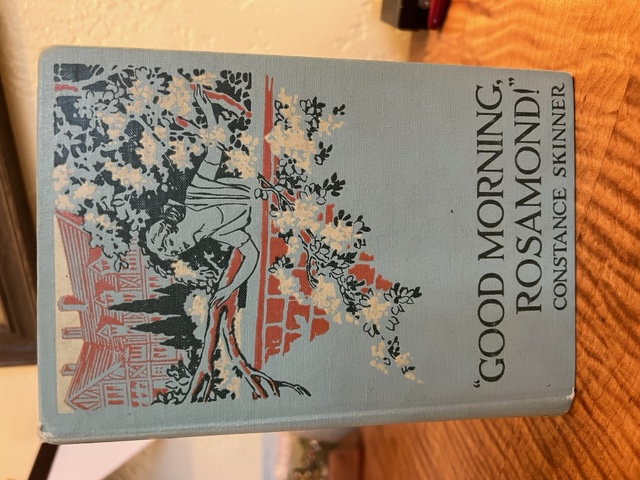 "GOOD MORNING,
ROSAMOND!"
CONSTANCE SKINNER